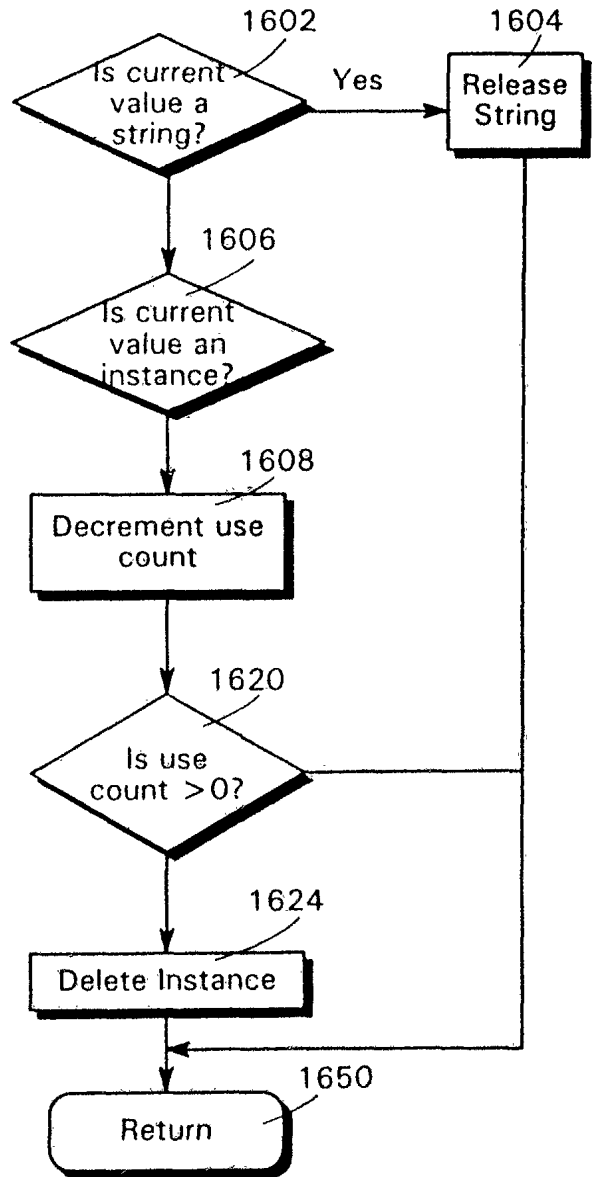 1602
Is current
value a
string?
Yes
1604
Release
String
1606
Is current
value an
instance?
1608
Decrement use
count
1620
Is use
count >0?
1624
Delete Instance
1650
Return